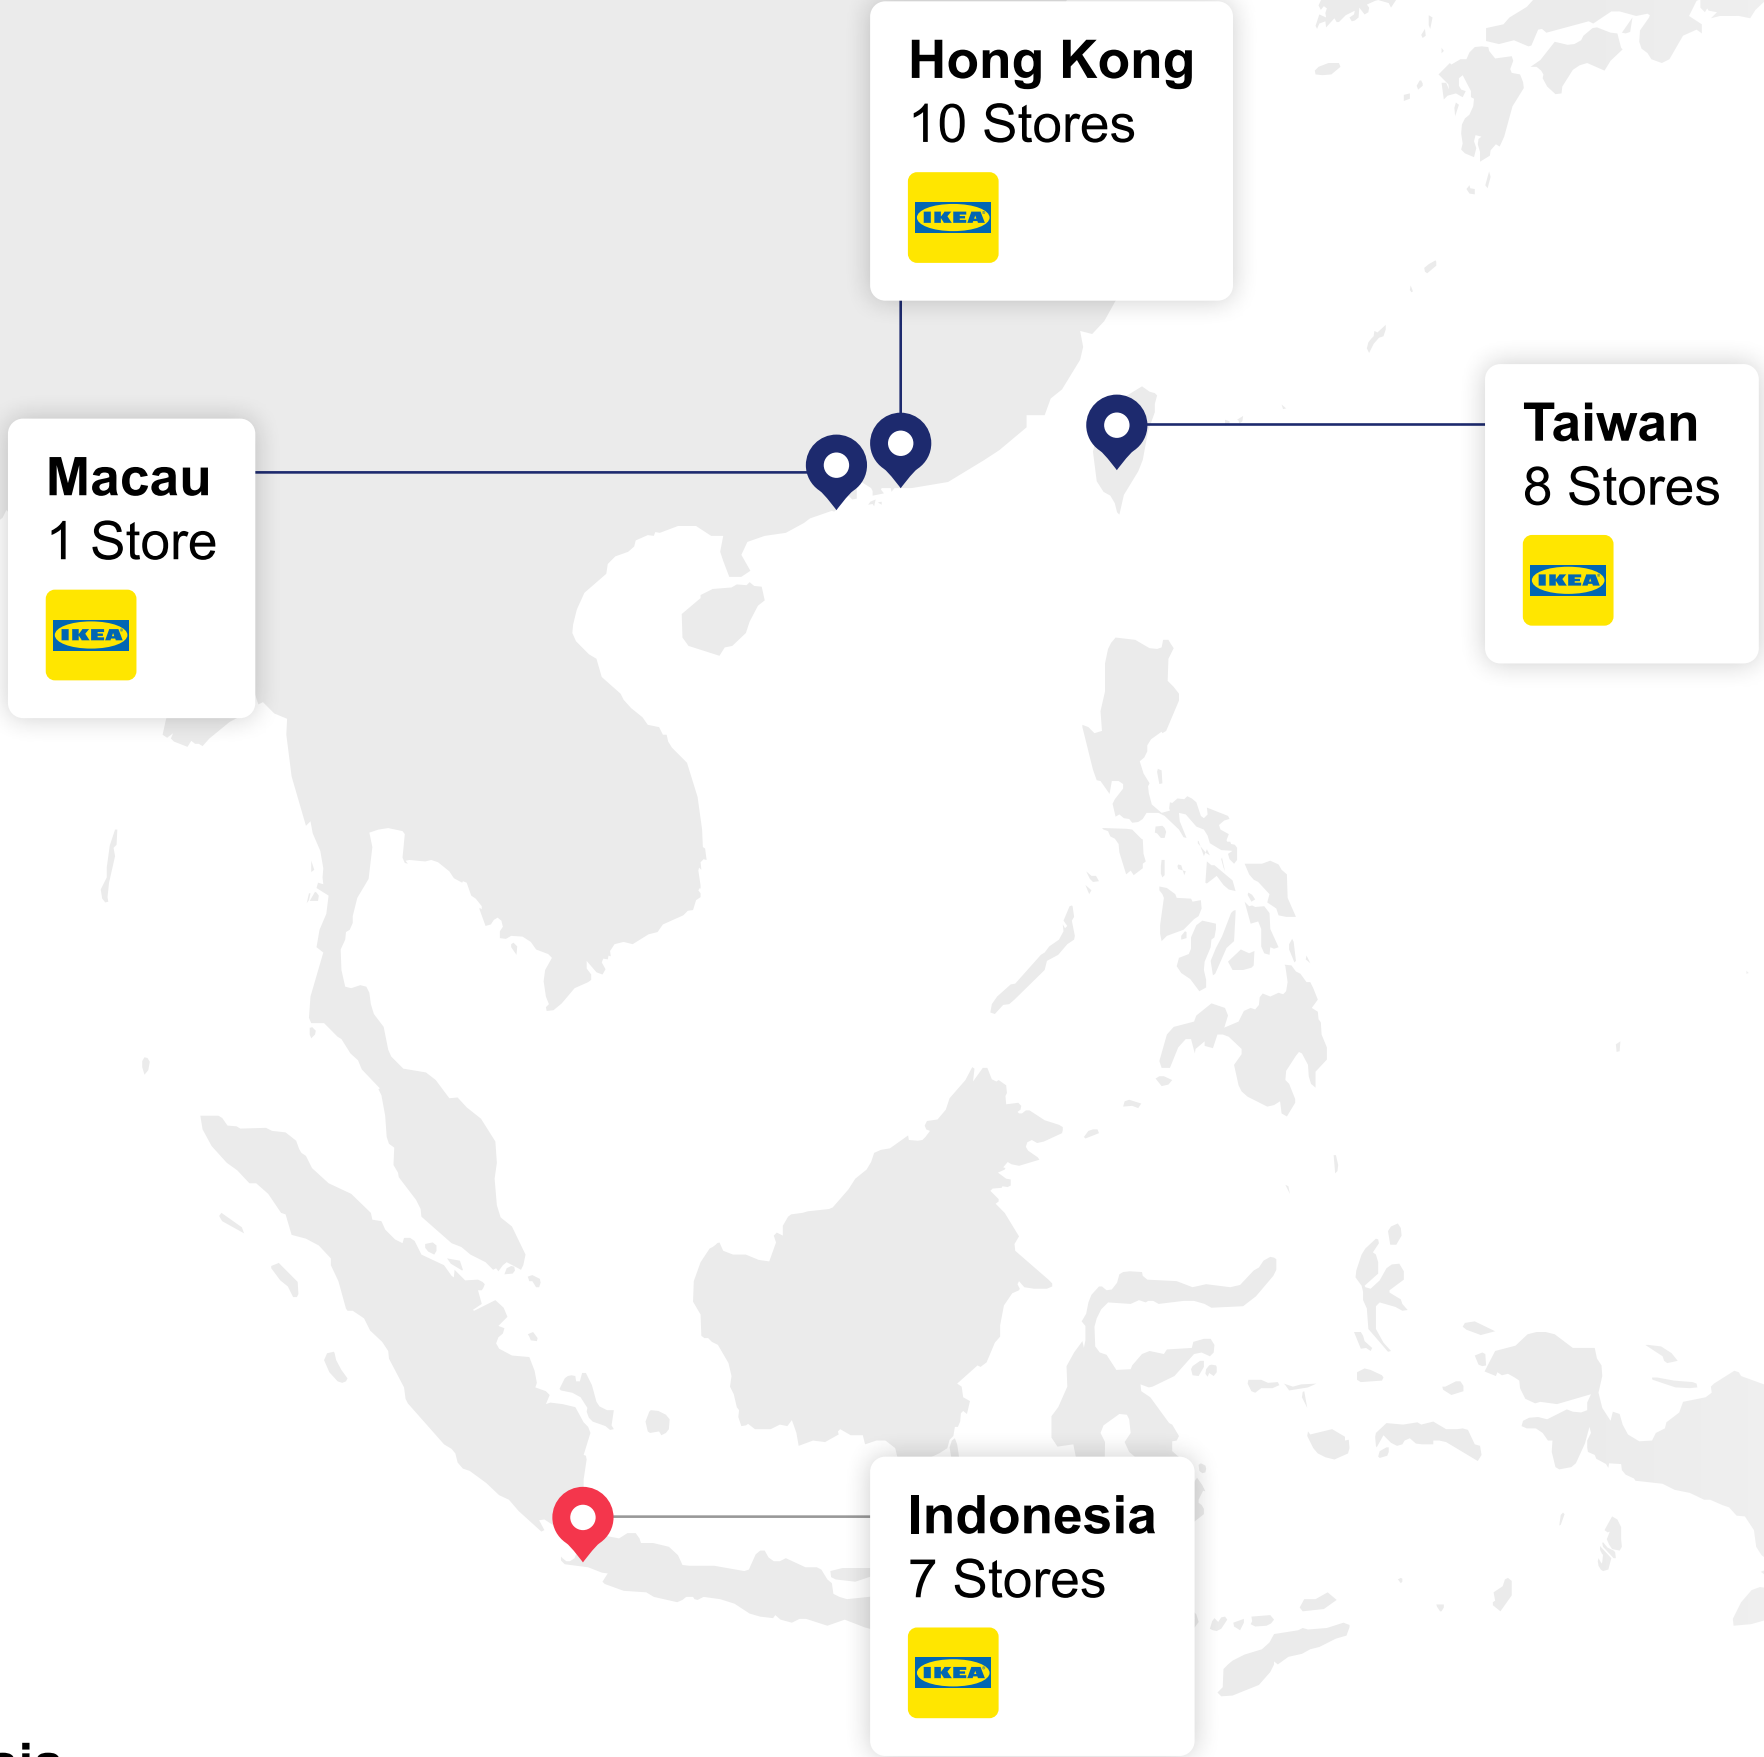 Hong Kong
10 Stores
IKEA
Taiwan
8 Stores
IKEA
Macau
1 Store
IKEA
Indonesia
7 Stores
IKEA